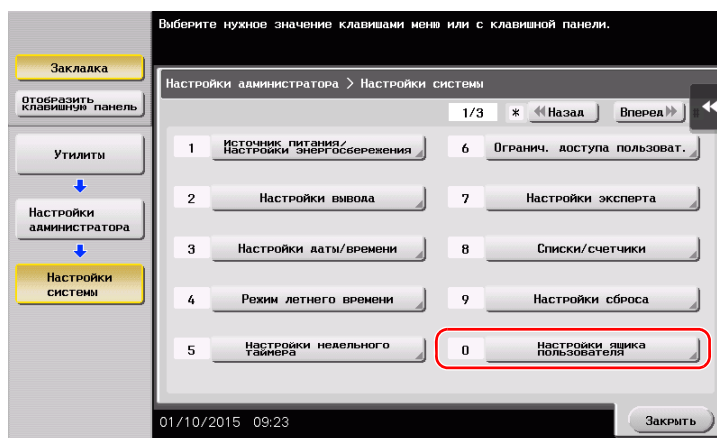 Выберите нужное значение клавишами меню или с клавишной панели.
Закладка
Отобразить
клавишную панель
Утилиты
Настройки
администратора
Настройки
системы
Настройки администратора > Настройки системы
1/3 * Назад Вперед
1 Источник питания/
Настройки энергосбережения
6 Огранич. доступа пользоват.
2 Настройки вывода
7 Настройки эксперта
3 Настройки даты/времени
8 Списки/счетчики
4 Режим летнего времени
9 Настройки сброса
5 Настройки недельного
таймера
0 Настройки ящика
пользователя
01/10/2015 09:23
Закрыть